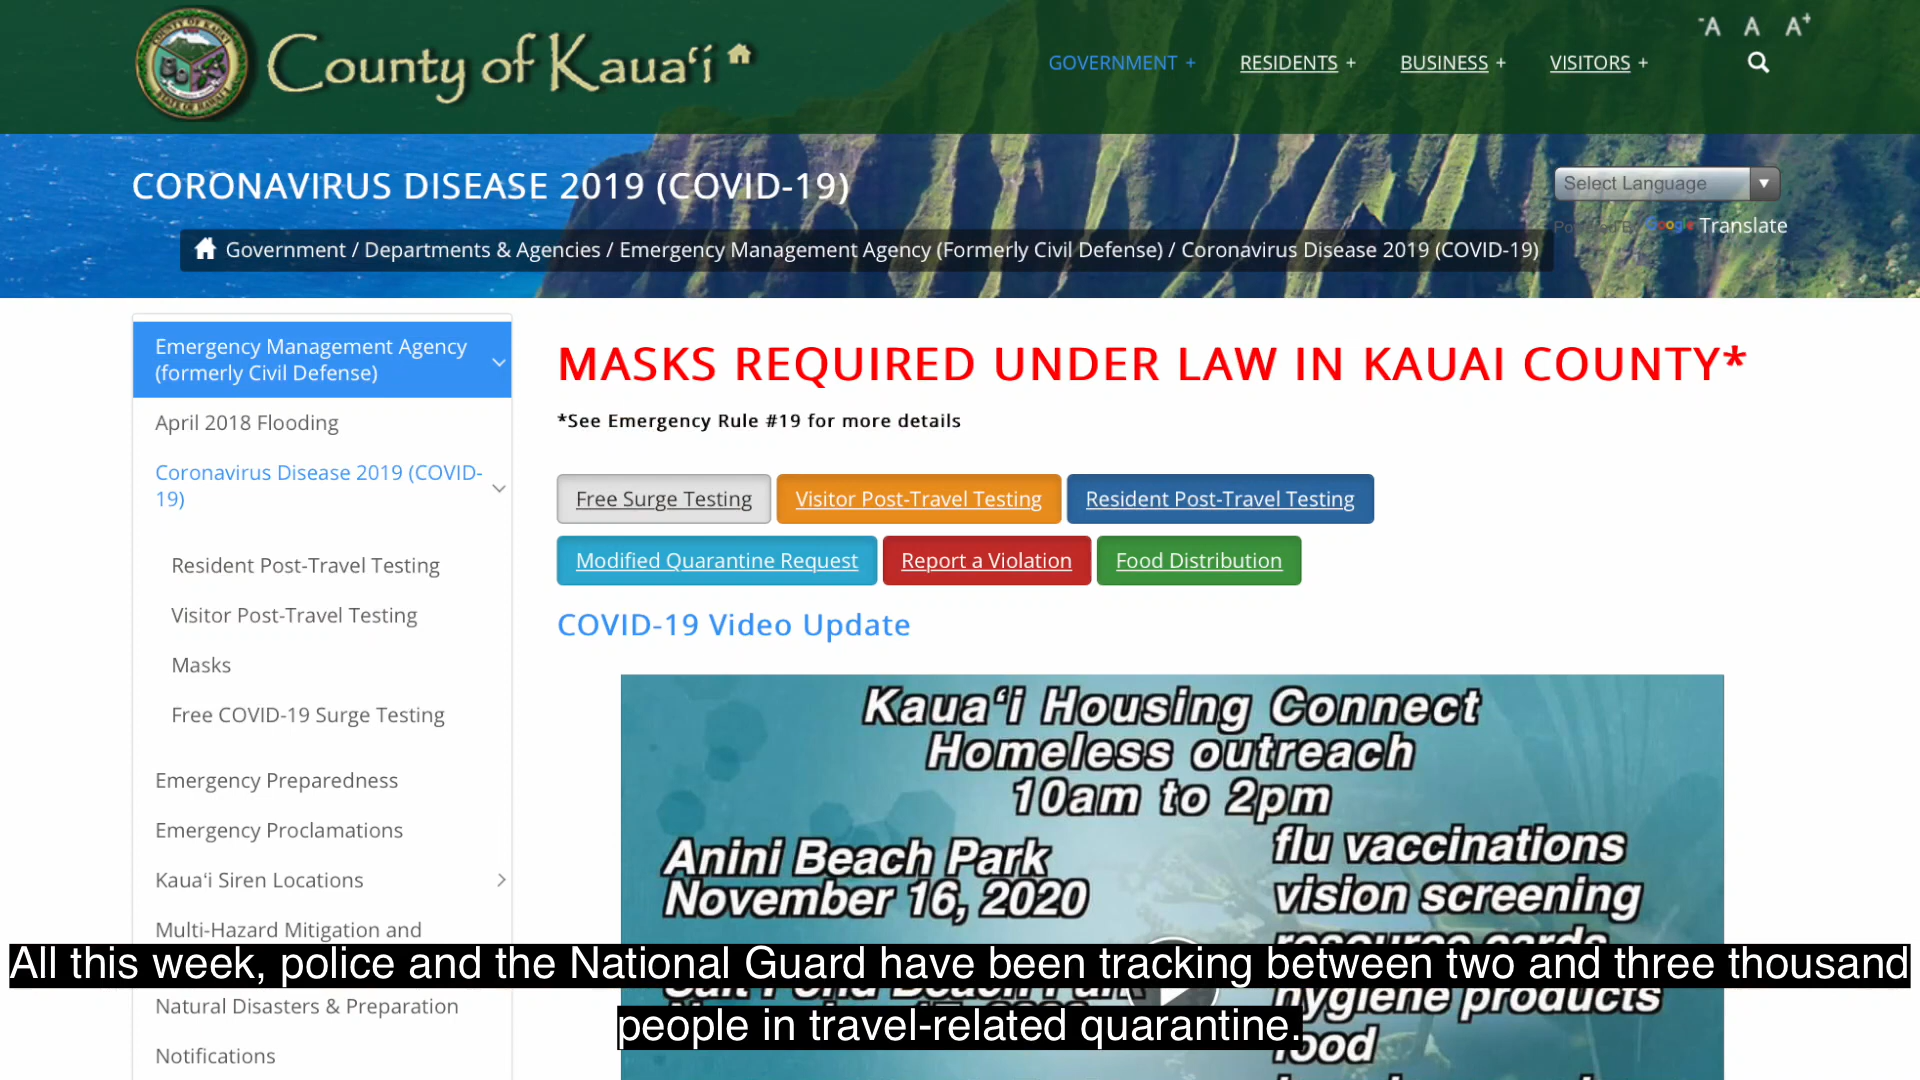 County of Kauaʻi
GOVERNMENT +
RESIDENTS +
BUSINESS +
VISITORS +
-A A A+
CORONAVIRUS DISEASE 2019 (COVID-19)
Select Language
Google Translate
Government / Departments & Agencies / Emergency Management Agency (Formerly Civil Defense) / Coronavirus Disease 2019 (COVID-19)
Emergency Management Agency
(formerly Civil Defense)
April 2018 Flooding
Coronavirus Disease 2019 (COVID-
19)
Resident Post-Travel Testing
Visitor Post-Travel Testing
Masks
Free COVID-19 Surge Testing
Emergency Preparedness
Emergency Proclamations
Kauaʻi Siren Locations
Multi-Hazard Mitigation and
Natural Disasters & Preparation
Notifications
MASKS REQUIRED UNDER LAW IN KAUAI COUNTY*
*See Emergency Rule #19 for more details
Free Surge Testing
Visitor Post-Travel Testing
Resident Post-Travel Testing
Modified Quarantine Request
Report a Violation
Food Distribution
COVID-19 Video Update
Kauaʻi Housing Connect
Homeless outreach
10am to 2pm
Anini Beach Park
November 16, 2020
flu vaccinations
vision screening
resource cards
hygiene products
food
All this week, police and the National Guard have been tracking between two and three thousand
people in travel-related quarantine.